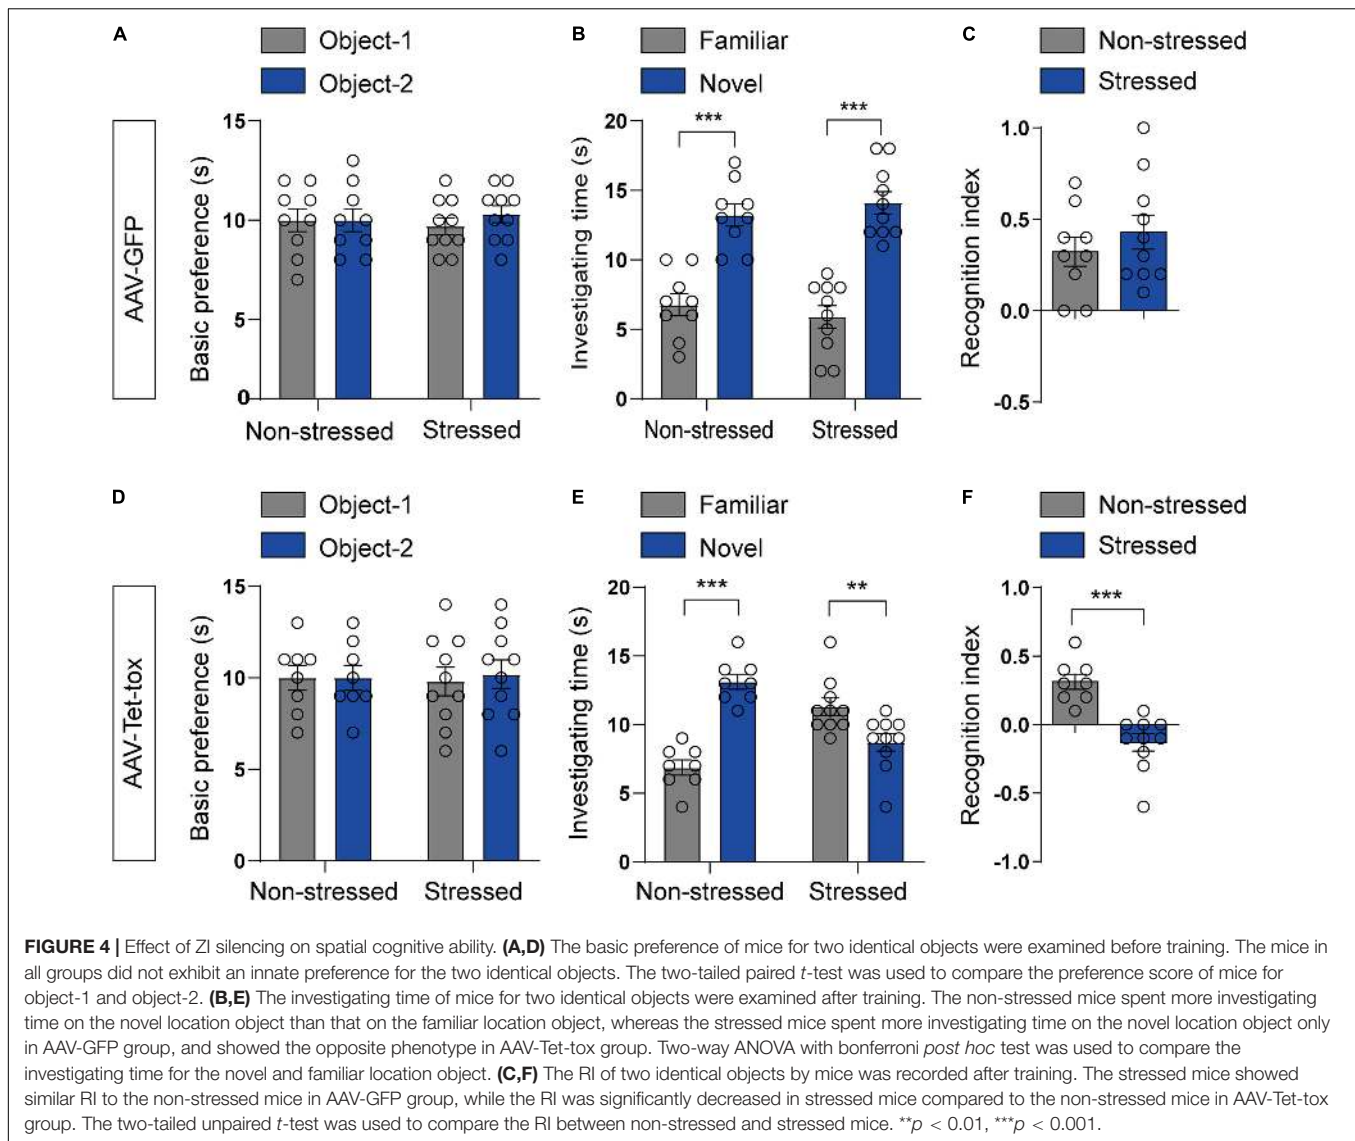 A
Object-1
Object-2
AAV-GFP
Basic preference (s)
15
10
5
0
Non-stressed
Stressed
B
Familiar
Novel
Investigating time (s)
20
15
10
5
0
***
***
Non-stressed
Stressed
C
Non-stressed
Stressed
Recognition index
1.0
0.5
0.0
-0.5
D
Object-1
Object-2
AAV-Tet-tox
Basic preference (s)
15
10
5
0
Non-stressed
Stressed
E
Familiar
Novel
Investigating time (s)
20
15
10
5
0
***
**
Non-stressed
Stressed
F
Non-stressed
Stressed
Recognition index
1.0
0.5
0.0
-0.5
-1.0
***
FIGURE 4 | Effect of ZI silencing on spatial cognitive ability. (A,D) The basic preference of mice for two identical objects were examined before training. The mice in
all groups did not exhibit an innate preference for the two identical objects. The two-tailed paired t-test was used to compare the preference score of mice for
object-1 and object-2. (B,E) The investigating time of mice for two identical objects were examined after training. The non-stressed mice spent more investigating
time on the novel location object than that on the familiar location object, whereas the stressed mice spent more investigating time on the novel location object only
in AAV-GFP group, and showed the opposite phenotype in AAV-Tet-tox group. Two-way ANOVA with bonferroni post hoc test was used to compare the
investigating time for the novel and familiar location object. (C,F) The RI of two identical objects by mice was recorded after training. The stressed mice showed
similar RI to the non-stressed mice in AAV-GFP group, while the RI was significantly decreased in stressed mice compared to the non-stressed mice in AAV-Tet-tox
group. The two-tailed unpaired t-test was used to compare the RI between non-stressed and stressed mice. **p < 0.01, ***p < 0.001.